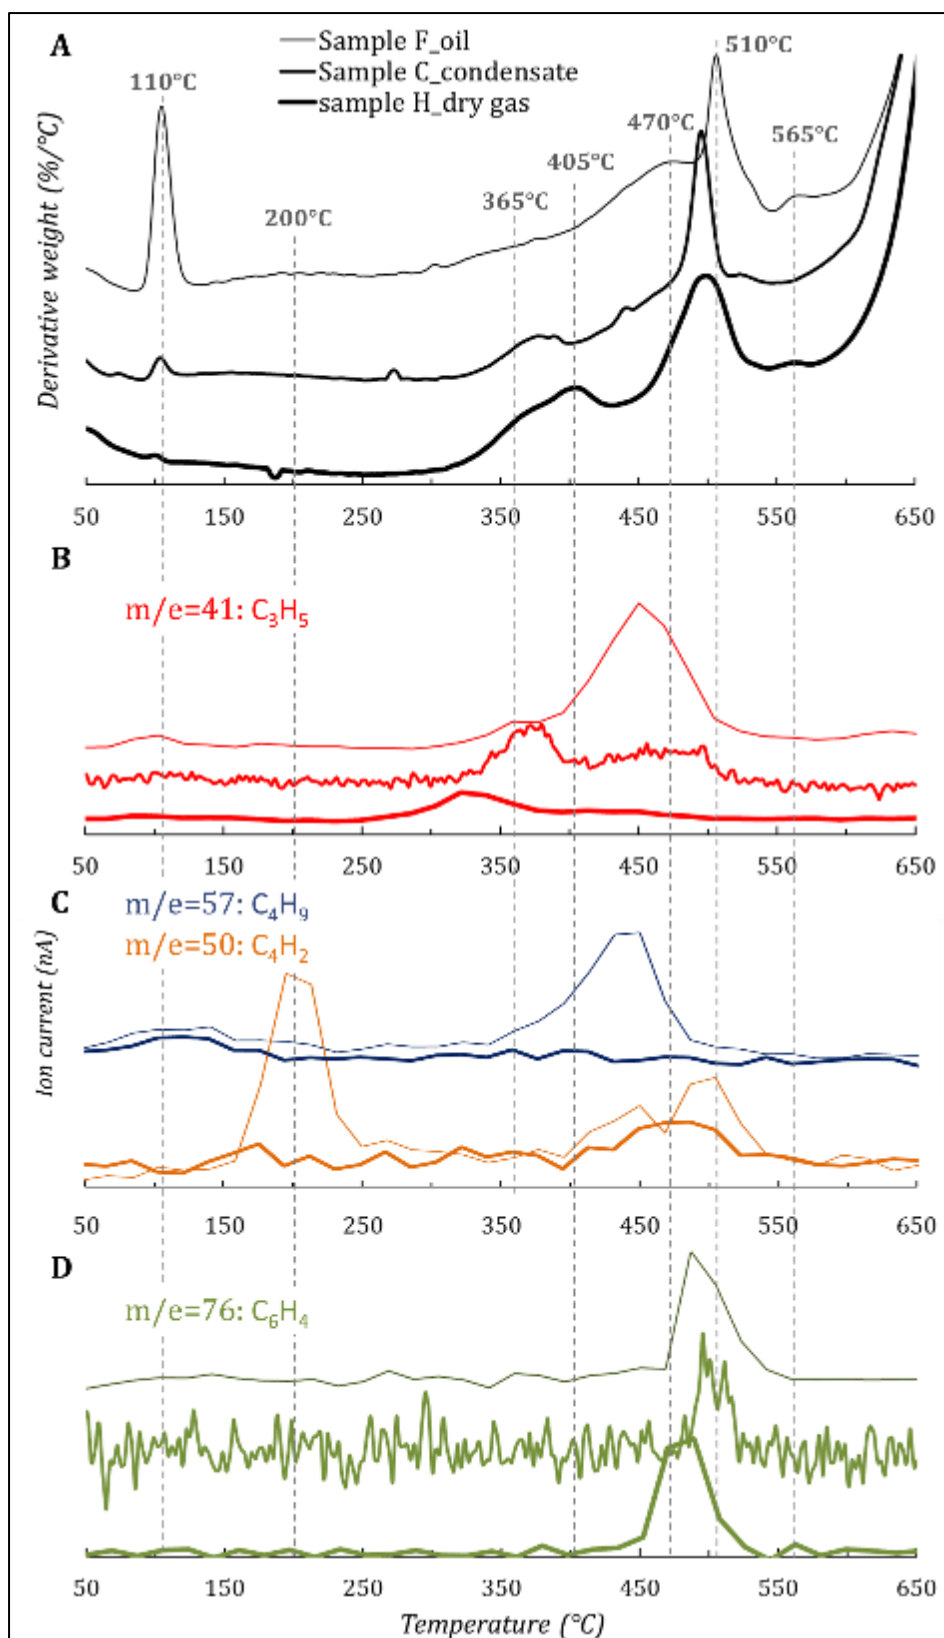 A
Sample F_oil
Sample C_condensate
sample H_dry gas
110°C
200°C
365°C
405°C
470°C
510°C
565°C
Derivative weight (%/°C)
50 150 250 350 450 550 650
B
m/e=41: C₃H₅
50 150 250 350 450 550 650
C
m/e=57: C₄H₉
m/e=50: C₄H₂
Ion current (nA)
50 150 250 350 450 550 650
D
m/e=76: C₆H₄
50 150 250 350 450 550 650
Temperature (°C)